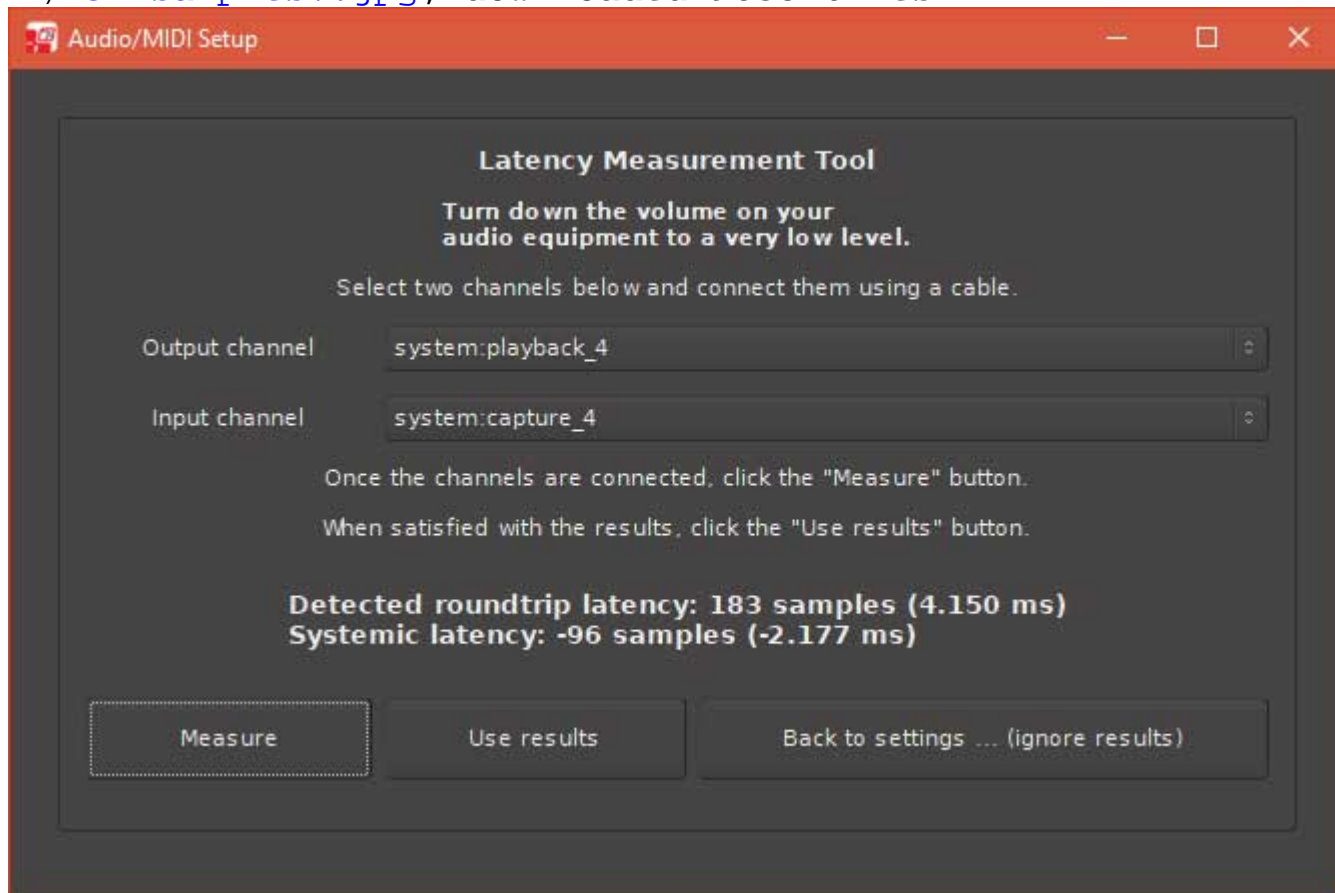 Audio/MIDI Setup
Latency Measurement Tool
Turn down the volume on your
audio equipment to a very low level.
Select two channels below and connect them using a cable.
Output channel system:playback_4
Input channel system:capture_4
Once the channels are connected, click the "Measure" button.
When satisfied with the results, click the "Use results" button.
Detected roundtrip latency: 183 samples (4.150 ms)
Systemic latency: -96 samples (-2.177 ms)
Measure Use results Back to settings ... (ignore results)